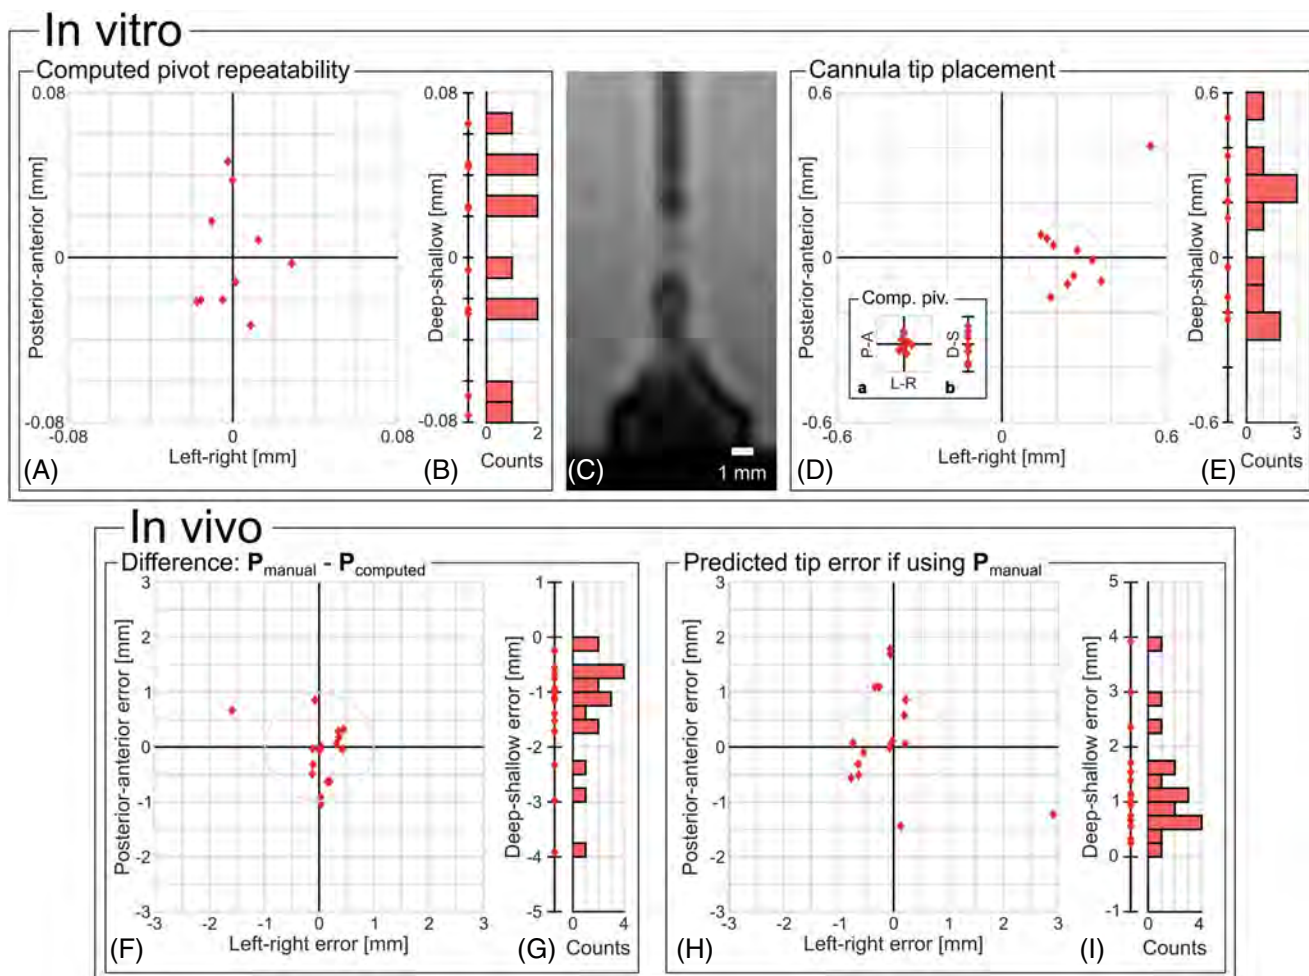 In vitro
Computed pivot repeatability
0.08
0
-0.08
Posterior-anterior [mm]
-0.08
0
0.08
Left-right [mm]
(A)
0.08
0
-0.08
Deep-shallow [mm]
0
2
Counts
(B)
(C)
1 mm
Cannula tip placement
0.6
0
-0.6
Posterior-anterior [mm]
-0.6
0
0.6
Left-right [mm]
(D)
Comp. piv.
P-A
L-R
a
D-S
b
0.6
0
-0.6
Deep-shallow [mm]
0
3
Counts
(E)
In vivo
Difference: Pmanual - Pcomputed
3
2
1
0
-1
-2
-3
Posterior-anterior error [mm]
-3
-2
-1
0
1
2
3
Left-right error [mm]
(F)
1
0
-1
-2
-3
-4
-5
Deep-shallow error [mm]
0
4
Counts
(G)
Predicted tip error if using Pmanual
3
2
1
0
-1
-2
-3
Posterior-anterior error [mm]
-3
-2
-1
0
1
2
3
Left-right error [mm]
(H)
5
4
3
2
1
0
-1
Deep-shallow error [mm]
0
4
Counts
(I)